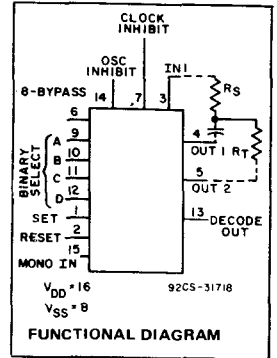 CLOCK
INHIBIT
OSC
INHIBIT
IN1
8-BYPASS
14
7
3
RS
6
9
A
4
OUT 1
RT
10
B
BINARY
SELECT
11
C
5
OUT 2
12
D
SET
1
13
DECODE
OUT
RESET
2
MONO IN
15
VDD = 16
VSS = 8
92CS-31718
FUNCTIONAL DIAGRAM